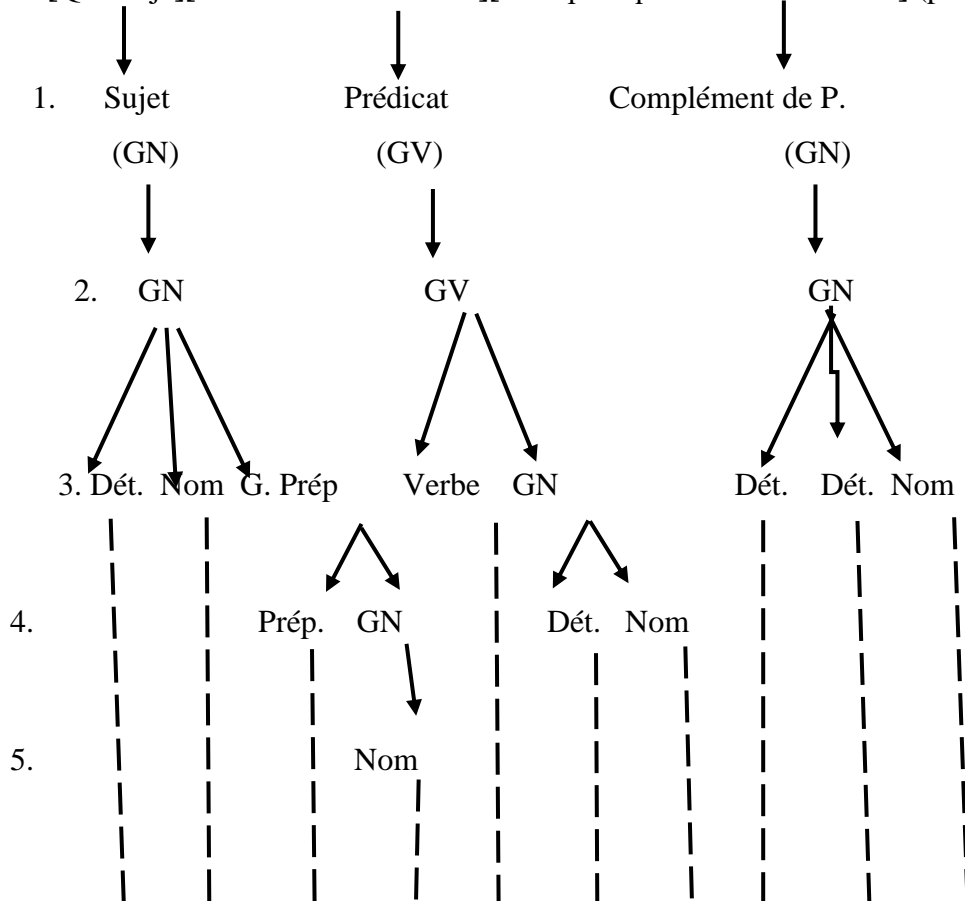 1. Sujet Prédicat Complément de P.
(GN) (GV) (GN)
2. GN GV GN
3. Dét. Nom G. Prép Verbe GN Dét. Dét. Nom
4. Prép. GN Dét. Nom
5. Nom